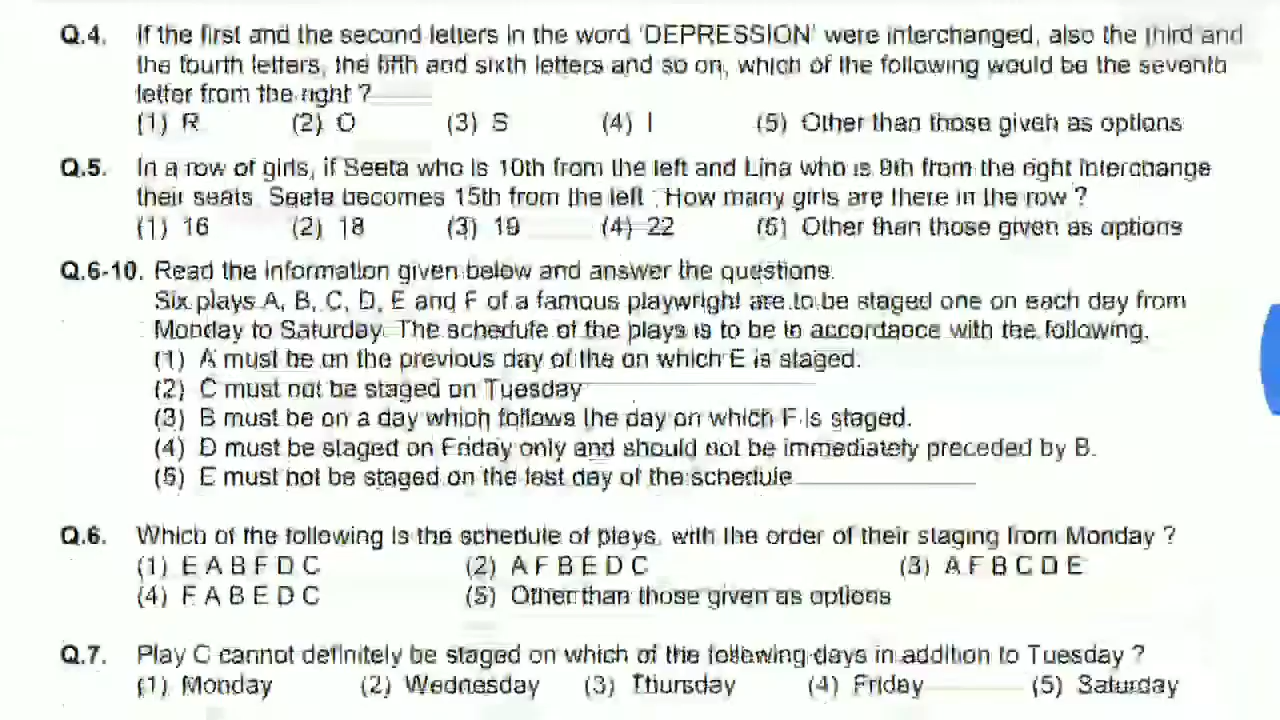 Q.4. If the first and the second letters in the word 'DEPRESSION' were interchanged, also the third and
the fourth letters, the fifth and sixth letters and so on, which of the following would be the seventh
letter from the right ?
(1) R (2) O (3) S (4) I (5) Other than those given as options
Q.5. In a row of girls, if Seeta who is 10th from the left and Lina who is 9th from the right interchange
their seats, Seeta becomes 15th from the left. How many girls are there in the row ?
(1) 16 (2) 18 (3) 19 (4) 22 (5) Other than those given as options
Q.6-10. Read the information given below and answer the questions.
Six plays A, B, C, D, E and F of a famous playwright are to be staged one on each day from
Monday to Saturday. The schedule of the plays is to be in accordance with the following.
(1) A must be on the previous day of the on which E is staged.
(2) C must not be staged on Tuesday
(3) B must be on a day which follows the day on which F is staged.
(4) D must be staged on Friday only and should not be immediately preceded by B.
(5) E must not be staged on the last day of the schedule
Q.6. Which of the following is the schedule of plays, with the order of their staging from Monday ?
(1) E A B F D C (2) A F B E D C (3) A F B C D E
(4) F A B E D C (5) Other than those given as options
Q.7. Play C cannot definitely be staged on which of the following days in addition to Tuesday ?
(1) Monday (2) Wednesday (3) Thursday (4) Friday (5) Saturday